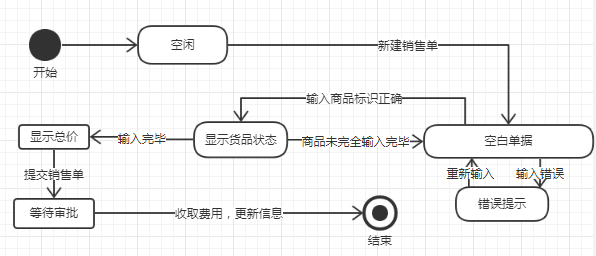 空闲
新建销售单
开始
输入商品标识正确
显示总价
输入完毕
显示货品状态
商品未完全输入完毕
空白单据
提交销售单
重新输入
输入错误
等待审批
收取费用，更新信息
错误提示
结束